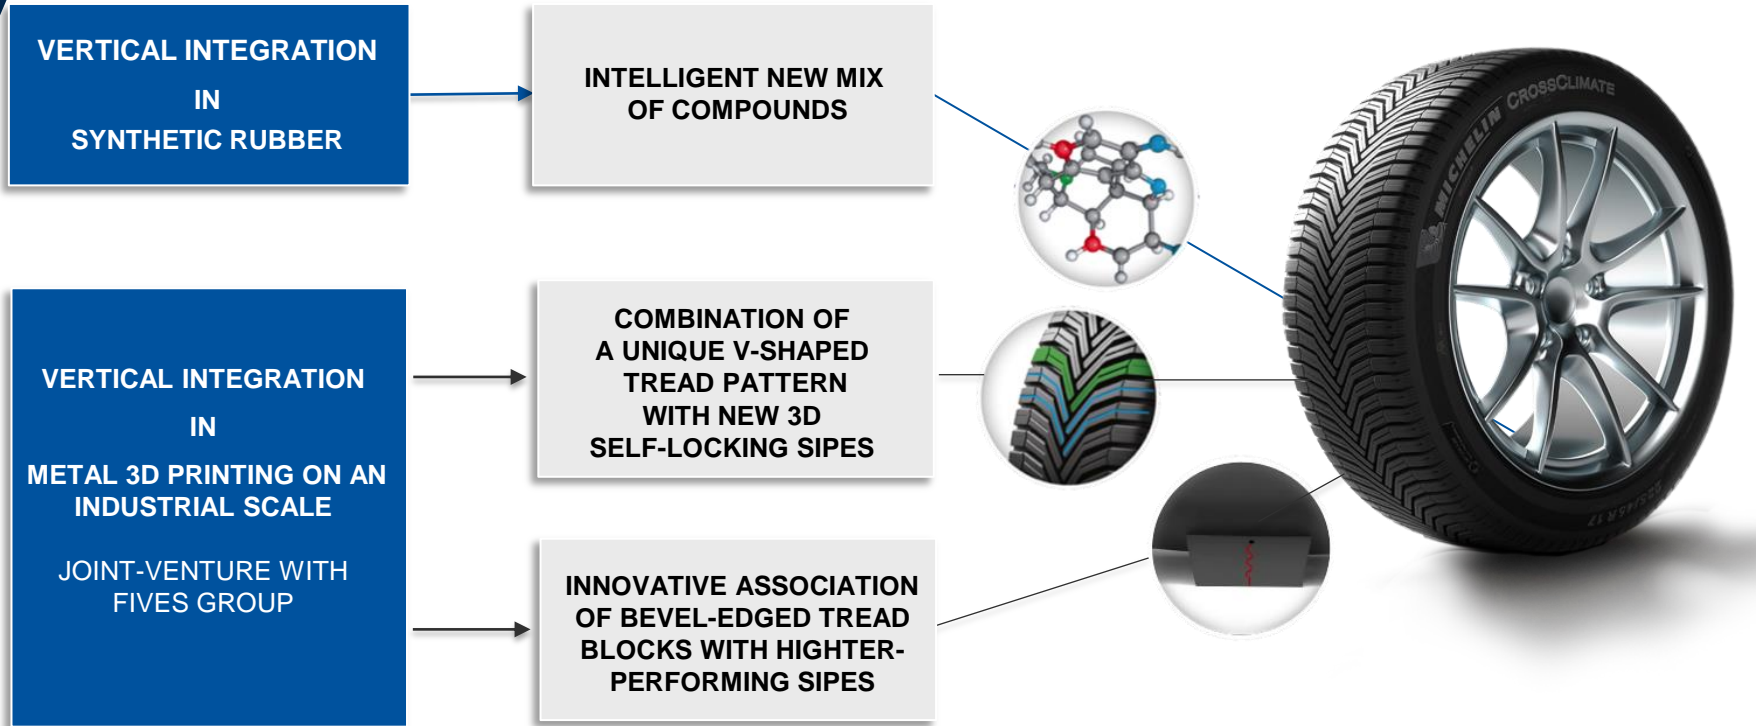 VERTICAL INTEGRATION
IN
SYNTHETIC RUBBER
INTELLIGENT NEW MIX
OF COMPOUNDS
MICHELIN CROSSCLIMATE
VERTICAL INTEGRATION
IN
METAL 3D PRINTING ON AN
INDUSTRIAL SCALE
JOINT-VENTURE WITH
FIVES GROUP
COMBINATION OF
A UNIQUE V-SHAPED
TREAD PATTERN
WITH NEW 3D
SELF-LOCKING SIPES
INNOVATIVE ASSOCIATION
OF BEVEL-EDGED TREAD
BLOCKS WITH HIGHTER-
PERFORMING SIPES